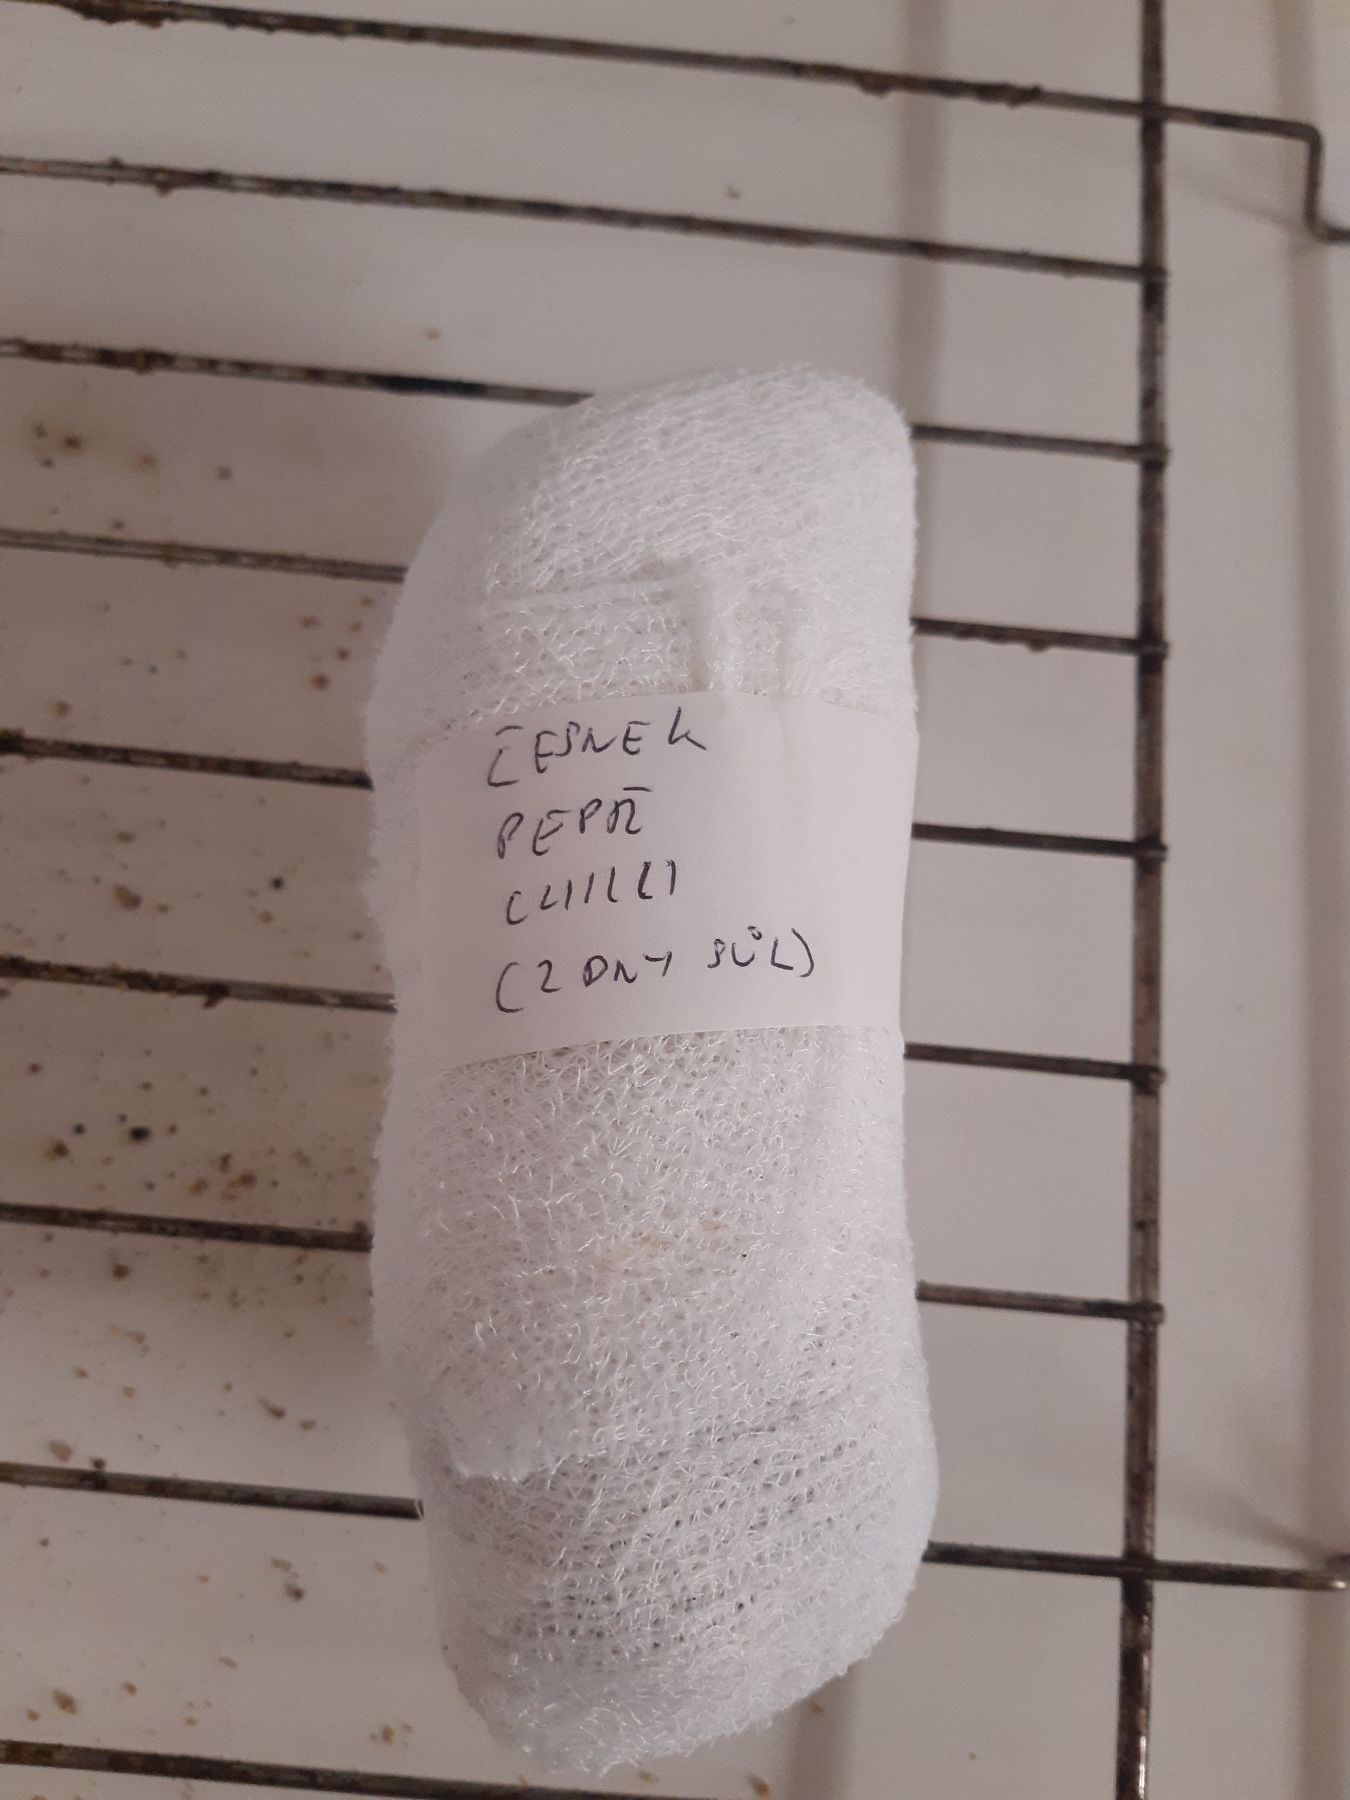 ČESNEK
PEPŘ
CHILLI
(2 DNY SŮL)